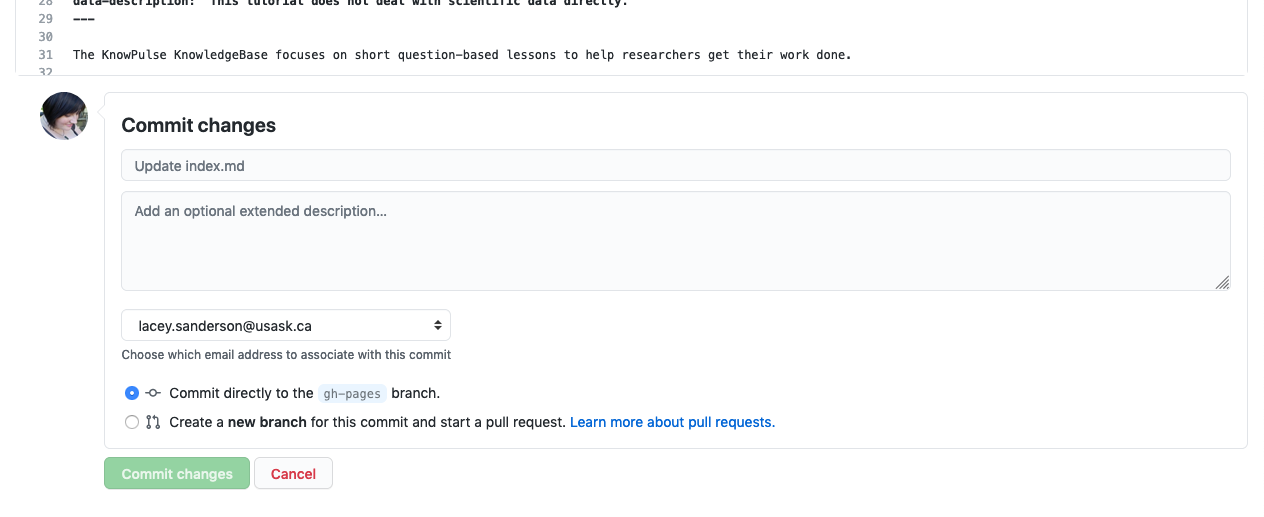 28 data-description: "This tutorial does not deal with scientific data directly."
29 ---
30
31 The KnowPulse KnowledgeBase focuses on short question-based lessons to help researchers get their work done.
32
Commit changes
Update index.md
Add an optional extended description...
lacey.sanderson@usask.ca
Choose which email address to associate with this commit
Commit directly to the gh-pages branch.
Create a new branch for this commit and start a pull request. Learn more about pull requests.
Commit changes Cancel